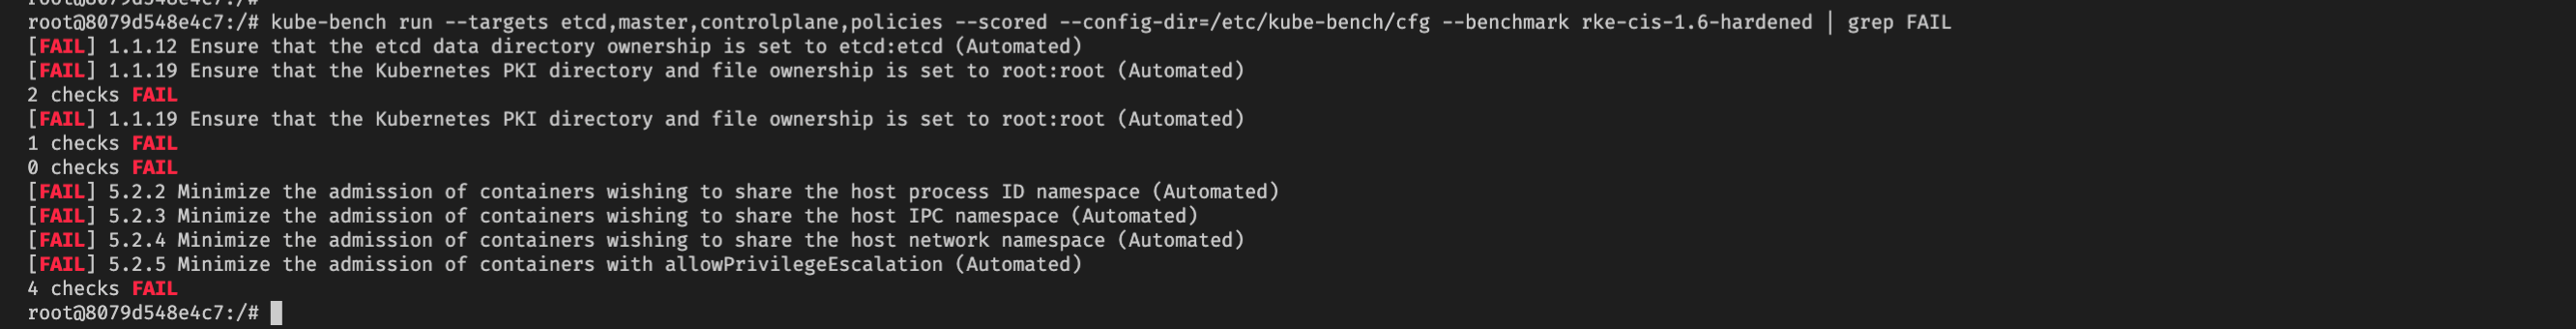 root@8079d548e4c7:/#
root@8079d548e4c7:/# kube-bench run --targets etcd,master,controlplane,policies --scored --config-dir=/etc/kube-bench/cfg --benchmark rke-cis-1.6-hardened | grep FAIL
[FAIL] 1.1.12 Ensure that the etcd data directory ownership is set to etcd:etcd (Automated)
[FAIL] 1.1.19 Ensure that the Kubernetes PKI directory and file ownership is set to root:root (Automated)
2 checks FAIL
[FAIL] 1.1.19 Ensure that the Kubernetes PKI directory and file ownership is set to root:root (Automated)
1 checks FAIL
0 checks FAIL
[FAIL] 5.2.2 Minimize the admission of containers wishing to share the host process ID namespace (Automated)
[FAIL] 5.2.3 Minimize the admission of containers wishing to share the host IPC namespace (Automated)
[FAIL] 5.2.4 Minimize the admission of containers wishing to share the host network namespace (Automated)
[FAIL] 5.2.5 Minimize the admission of containers with allowPrivilegeEscalation (Automated)
4 checks FAIL
root@8079d548e4c7:/#